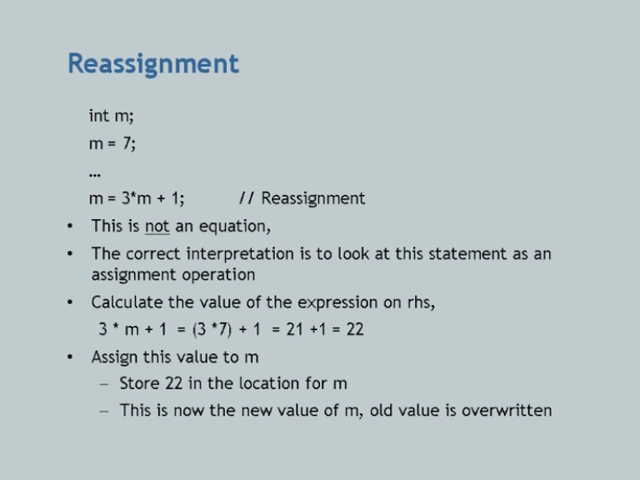 Reassignment
int m;
m = 7;
…
m = 3*m + 1; // Reassignment
• This is not an equation,
• The correct interpretation is to look at this statement as an
assignment operation
• Calculate the value of the expression on rhs,
3 * m + 1 = (3 *7) + 1 = 21 +1 = 22
• Assign this value to m
– Store 22 in the location for m
– This is now the new value of m, old value is overwritten